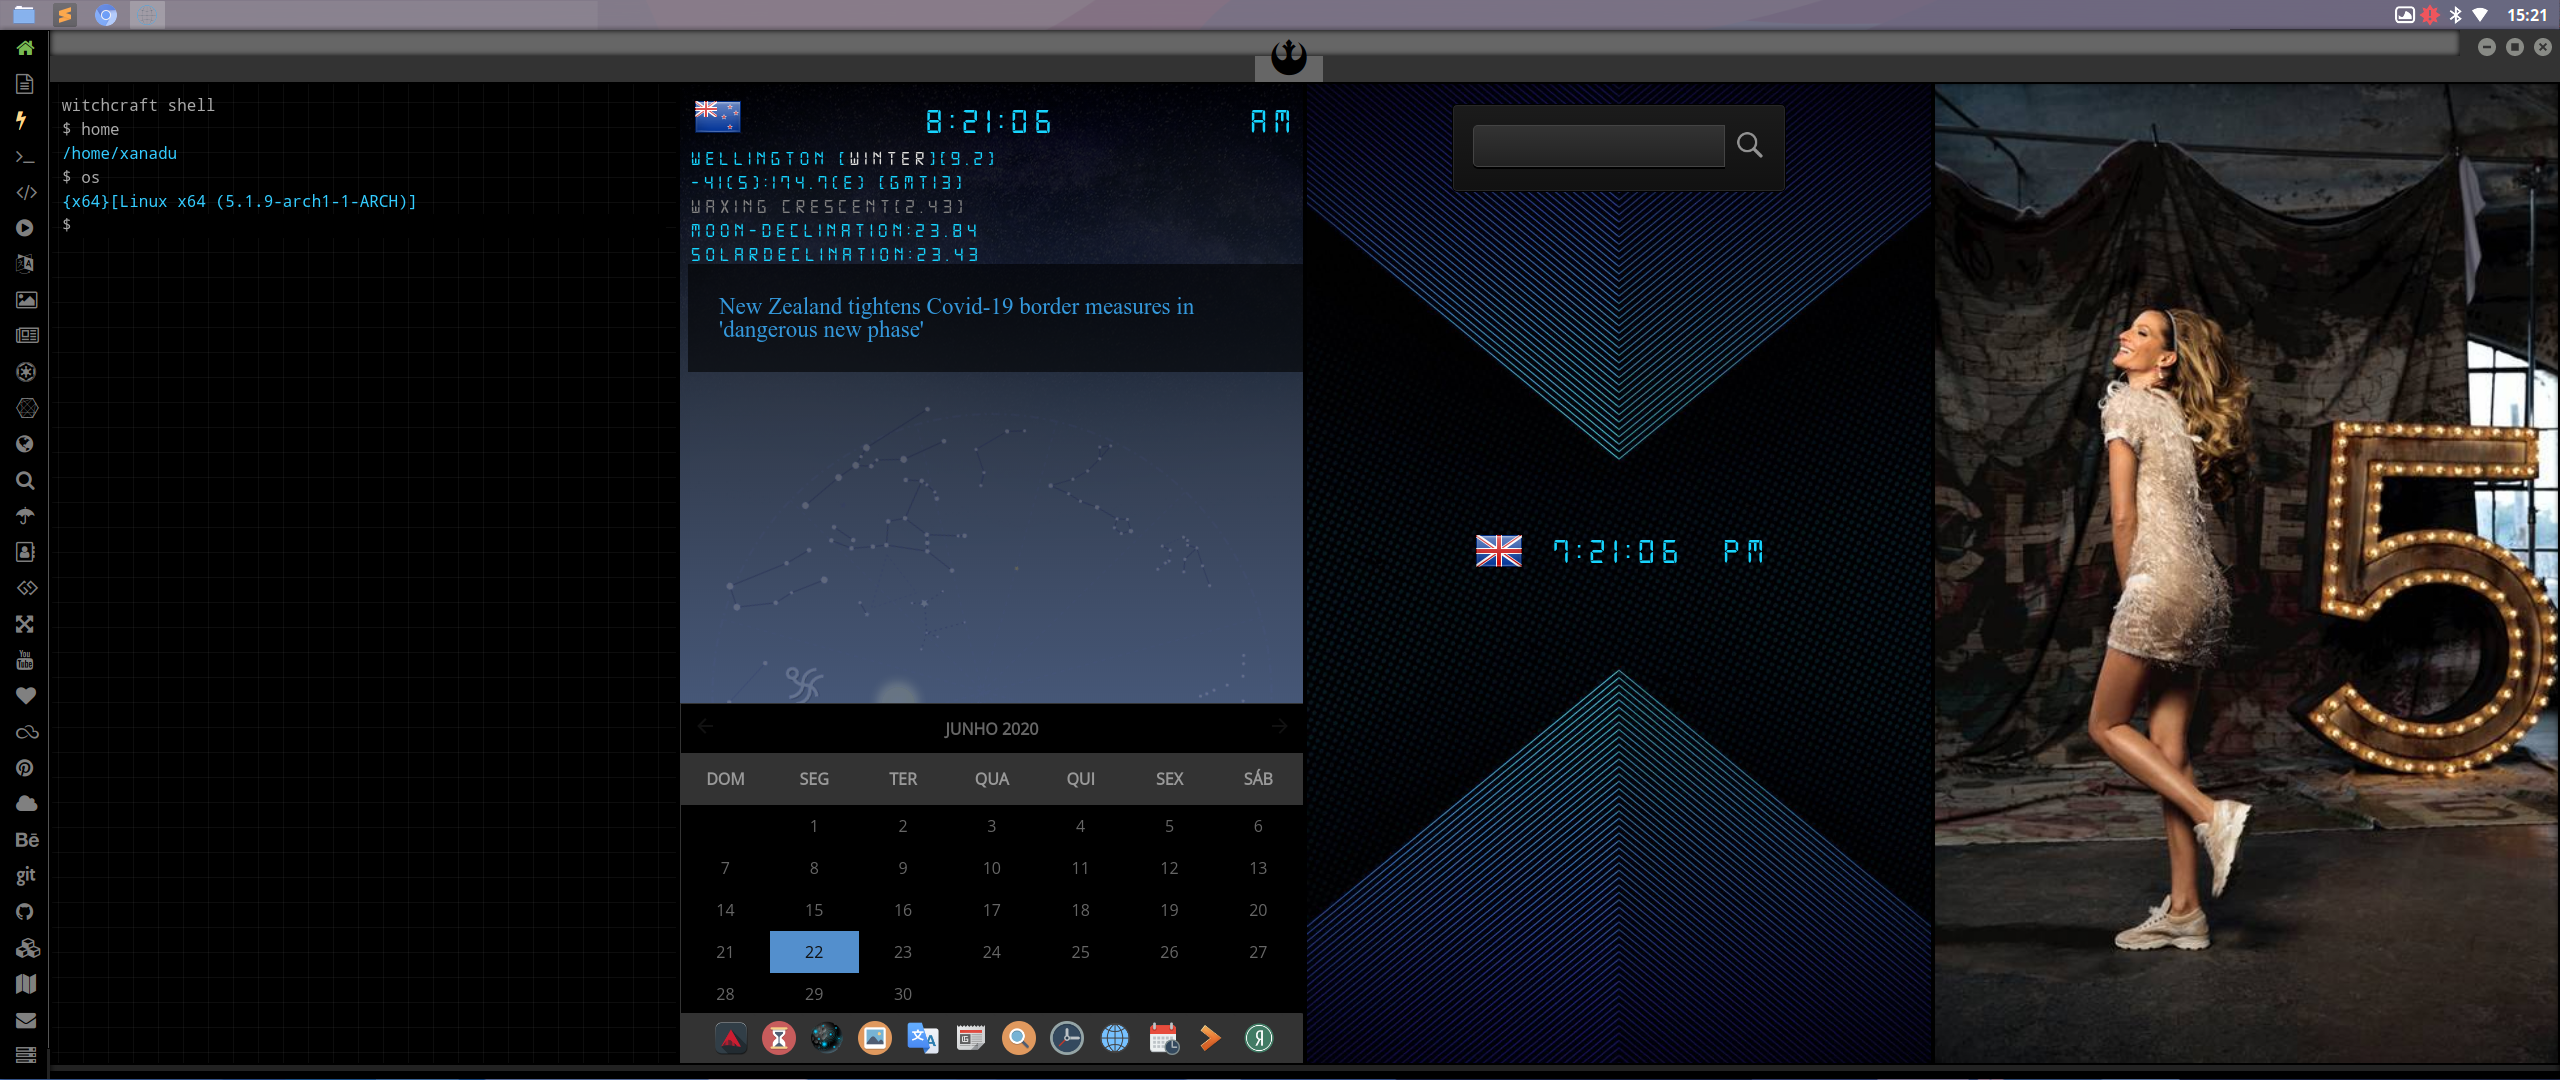 15:21
witchcraft shell
$ home
/home/xanadu
$ os
{x64}[Linux x64 (5.1.9-arch1-1-ARCH)]
$
8:21:06 AM
WELLINGTON [WINTER][9.2]
-41(S):174.7(E) [GMT13]
WAXING CRESCENT[2.43]
MOON-DECLINATION:23.84
SOLARDECLINATION:23.43
New Zealand tightens Covid-19 border measures in
'dangerous new phase'
JUNHO 2020
DOM SEG TER QUA QUI SEX SÁB
1 2 3 4 5 6
7 8 9 10 11 12 13
14 15 16 17 18 19 20
21 22 23 24 25 26 27
28 29 30
7:21:06 PM
5
You
Tube
Bē
git